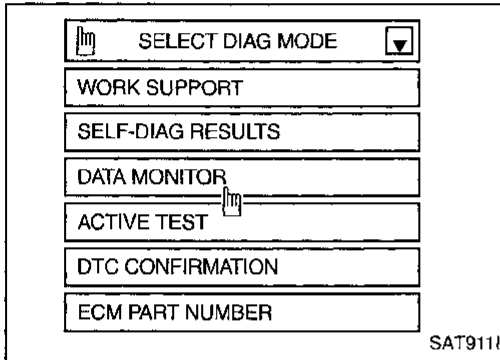 SELECT DIAG MODE
WORK SUPPORT
SELF-DIAG RESULTS
DATA MONITOR
ACTIVE TEST
DTC CONFIRMATION
ECM PART NUMBER